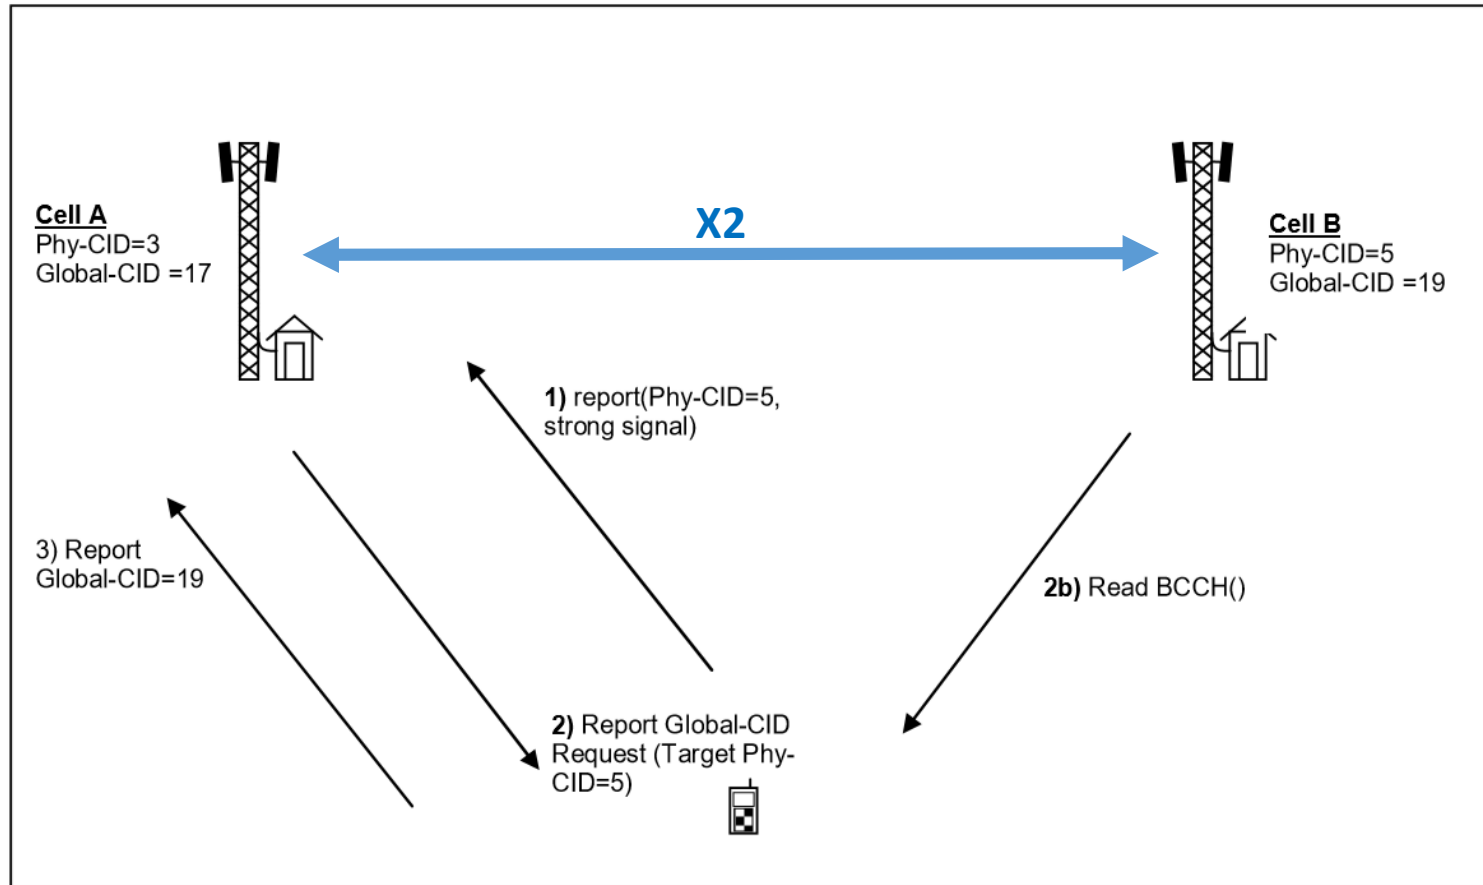 X2
Cell A
Phy-CID=3
Global-CID =17
Cell B
Phy-CID=5
Global-CID =19
1) report(Phy-CID=5,
strong signal)
3) Report
Global-CID=19
2b) Read BCCH()
2) Report Global-CID
Request (Target Phy-
CID=5)